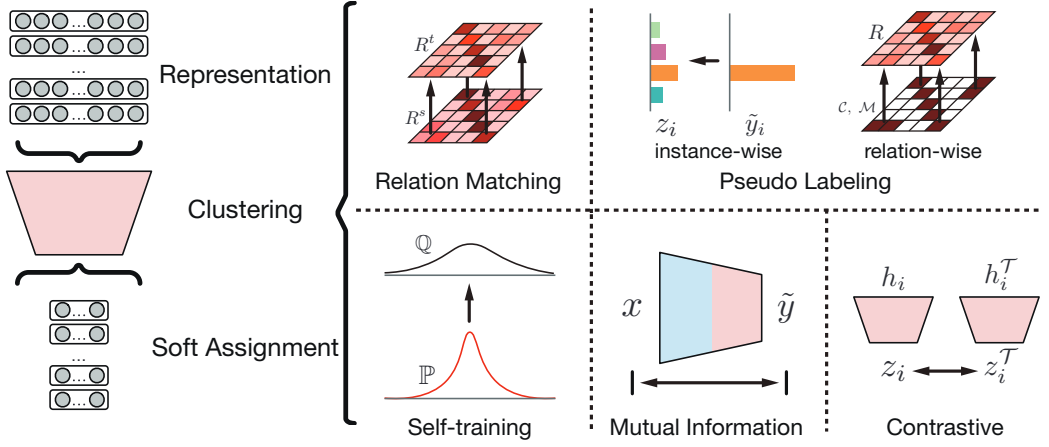 ...
...
...
...
...
Representation
Clustering
...
...
...
...
...
Soft Assignment
R^t
R^s
Relation Matching
z_i
ỹ_i
instance-wise
R
𝒞, ℳ
relation-wise
Pseudo Labeling
ℚ
ℙ
Self-training
x
ỹ
Mutual Information
h_i
h_i^𝒯
z_i
z_i^𝒯
Contrastive